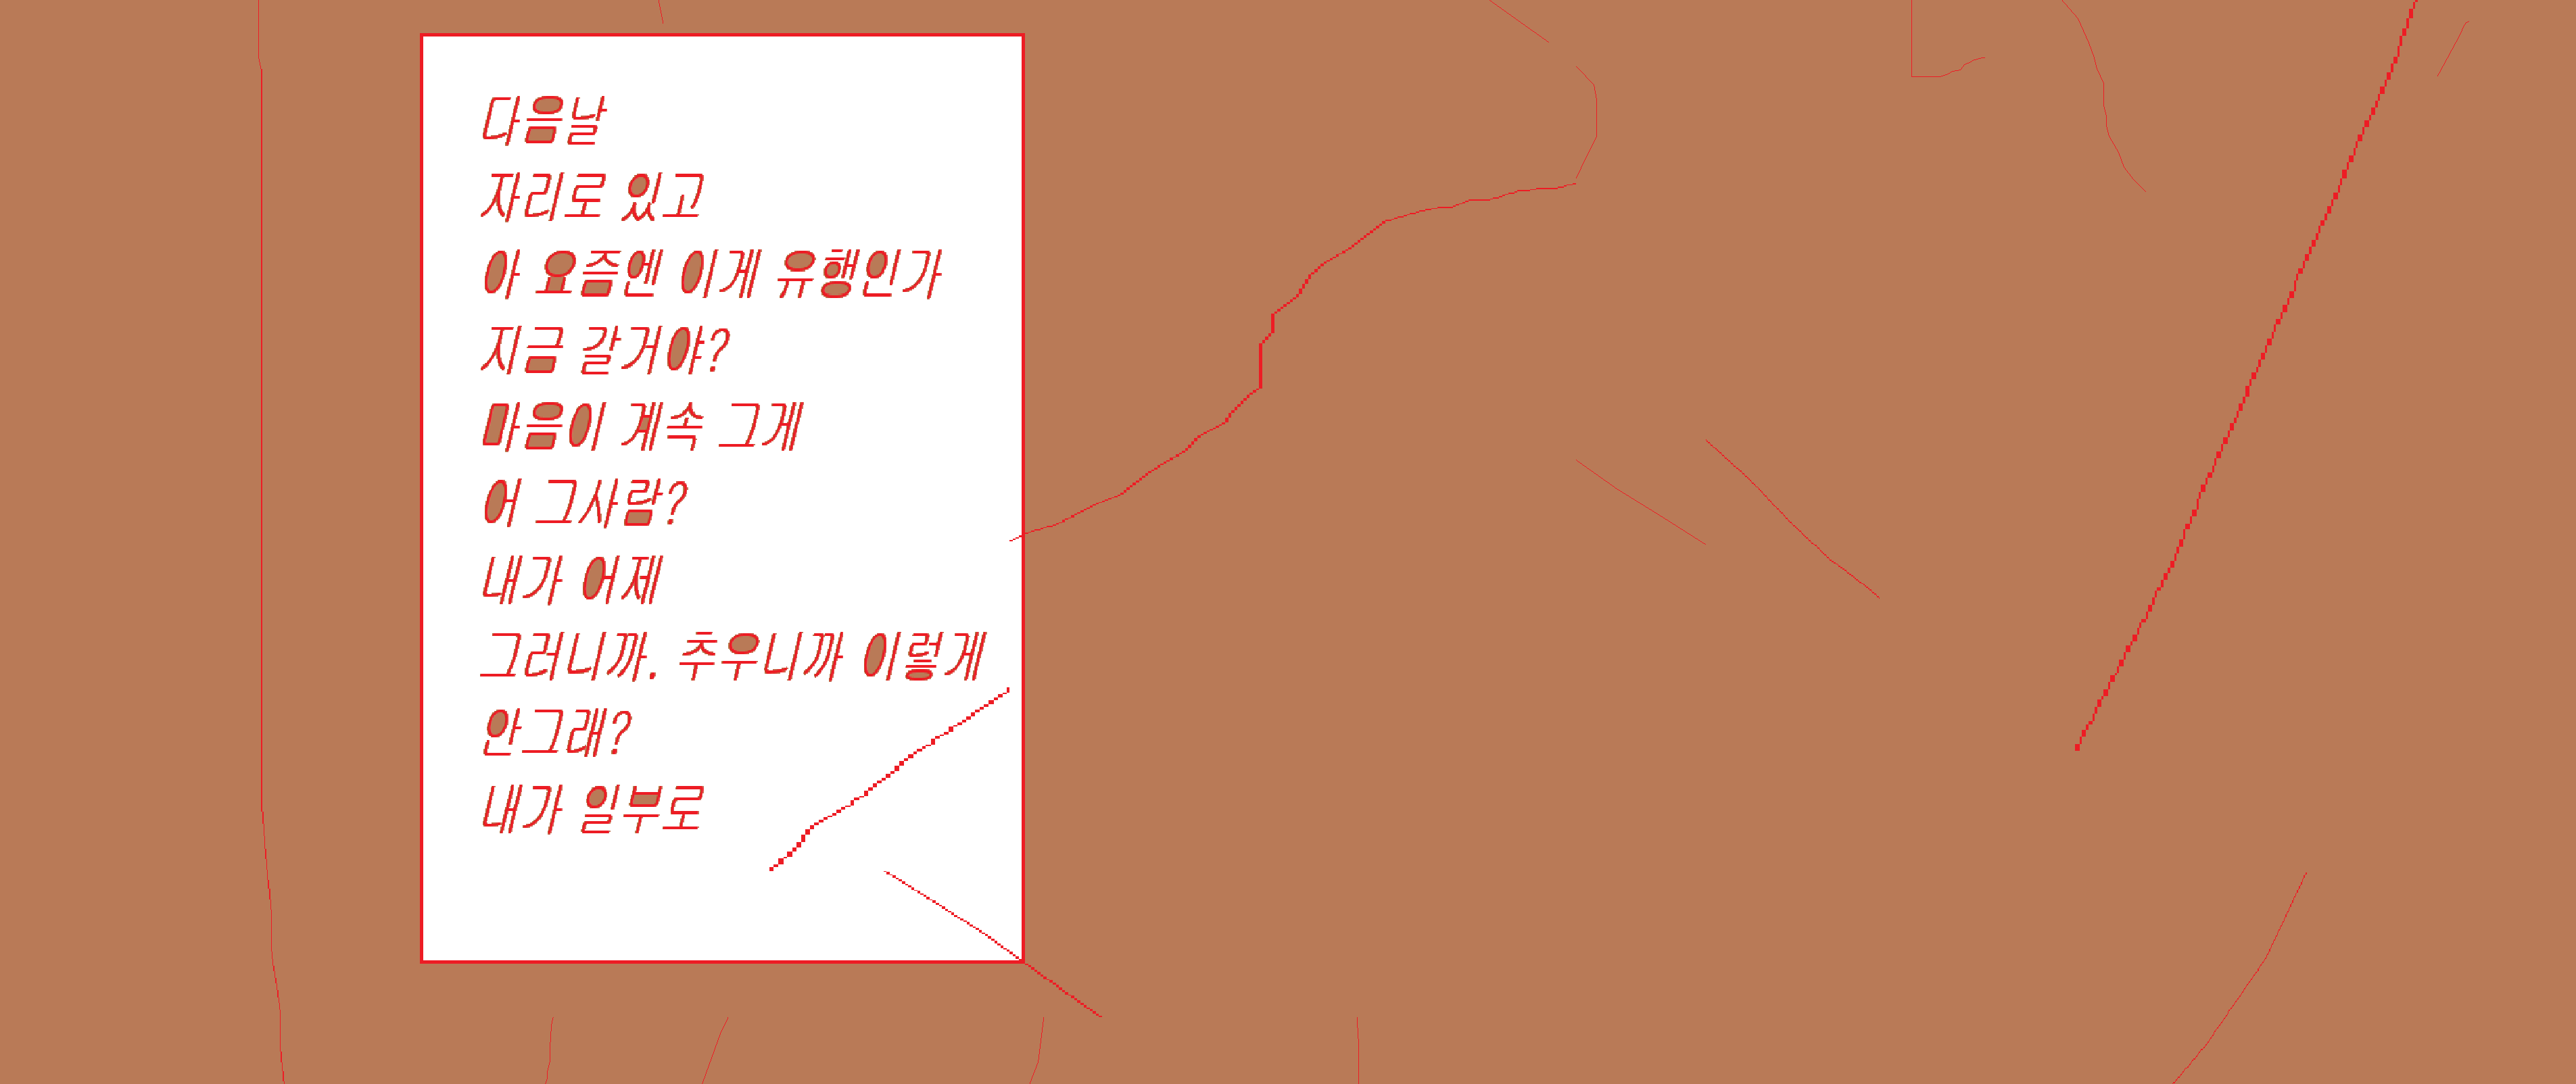 다음날
자리로 있고
아 요즘엔 이게 유행인가
지금 갈거야?
마음이 계속 그게
어 그사람?
내가 어제
그러니까. 추우니까 이렇게
안그래?
내가 일부로